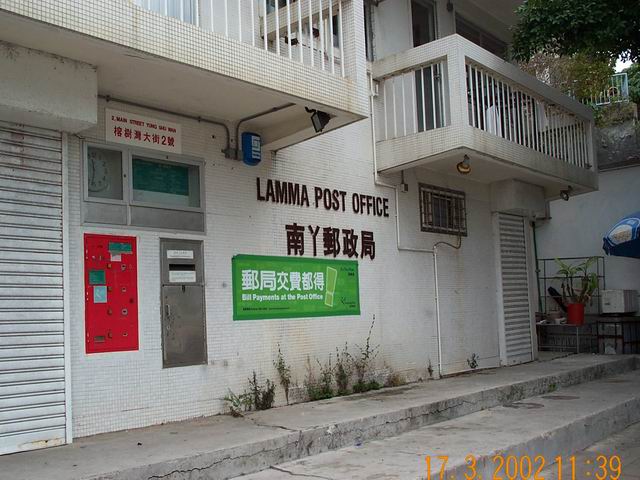 2, MAIN STREET YUNG SHU WAN
榕樹灣大街2號
LAMMA POST OFFICE
南丫郵政局
郵局交費都得
Bill Payments at the Post Office
17. 3. 2002 11:39